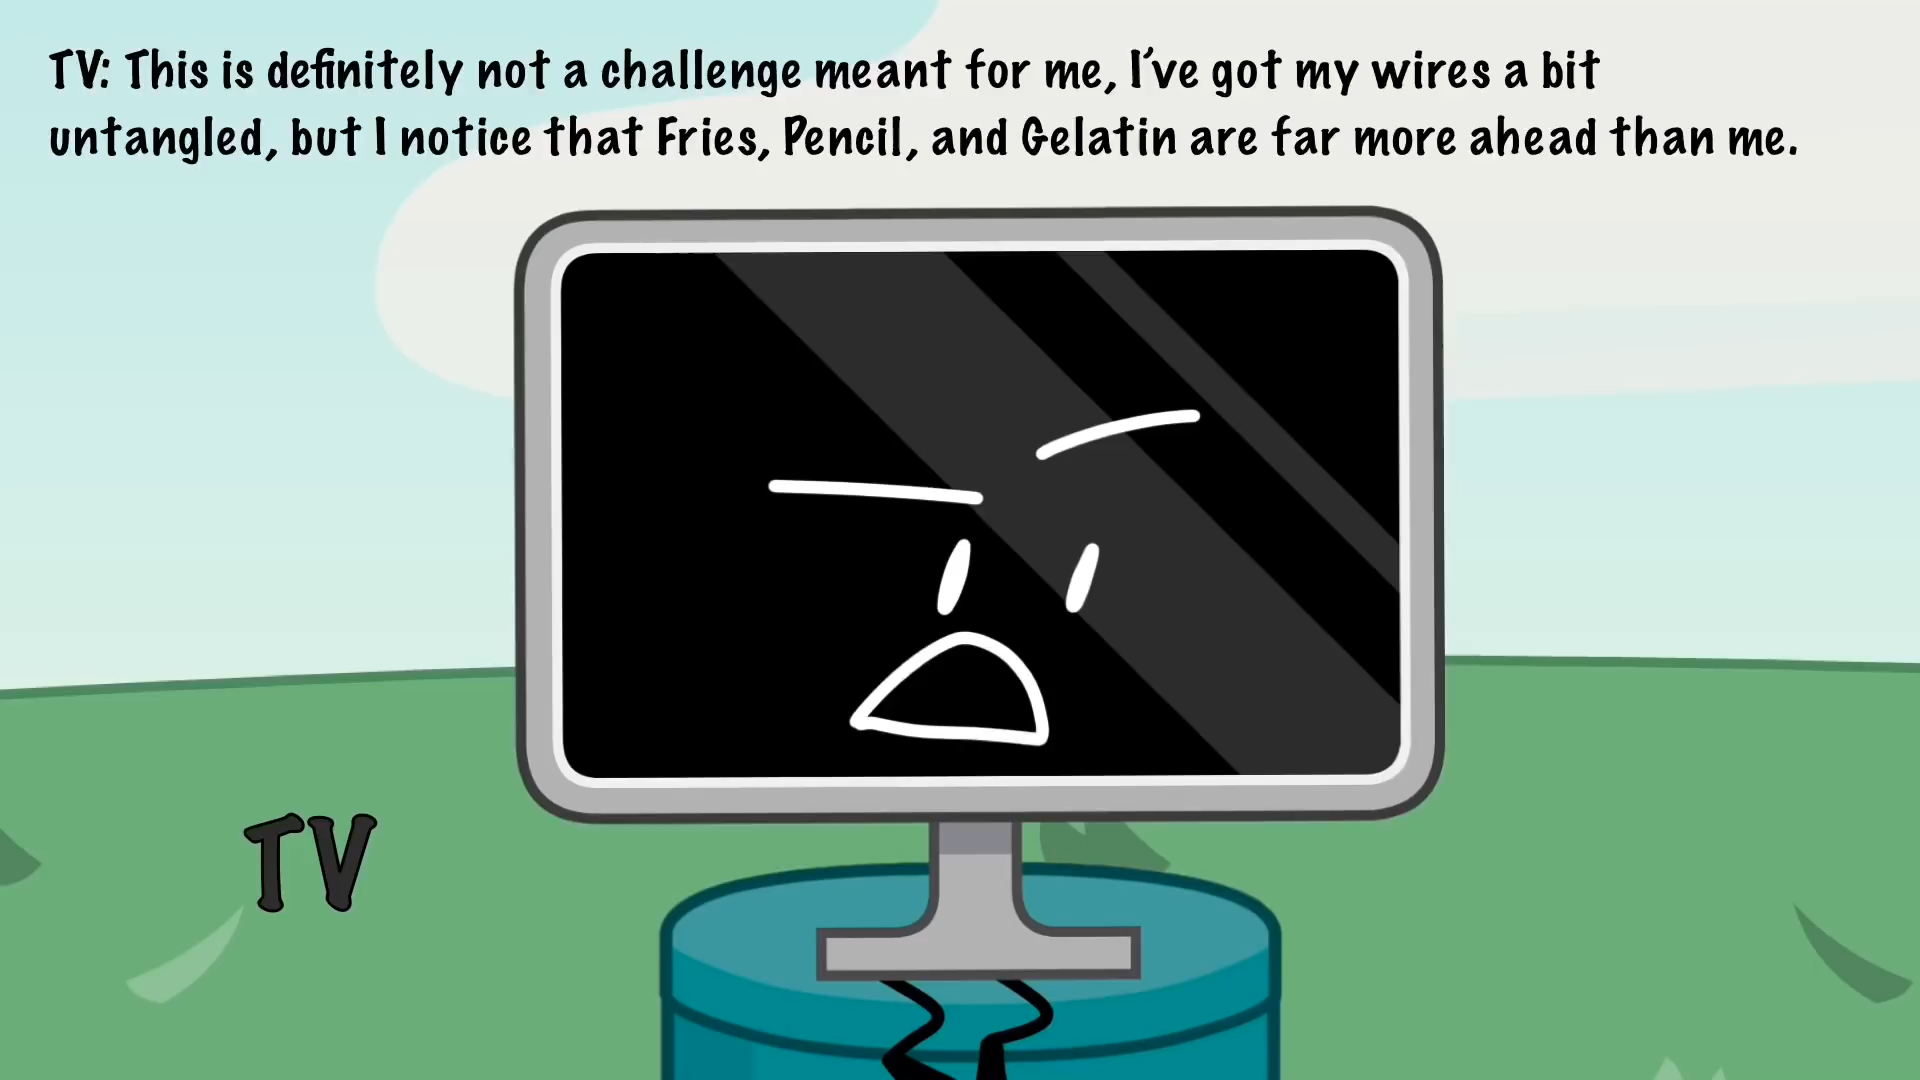 TV: This is definitely not a challenge meant for me, I've got my wires a bit
untangled, but I notice that Fries, Pencil, and Gelatin are far more ahead than me.
TV